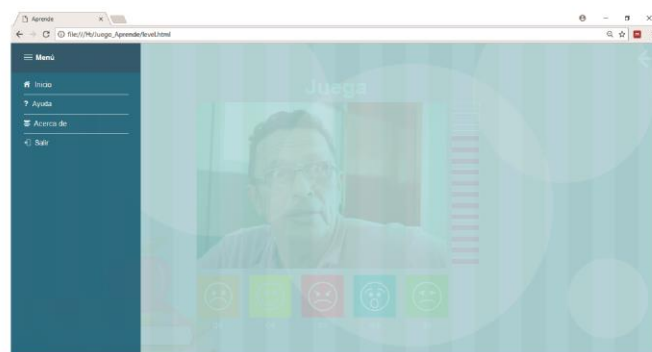 Aprende
file:///H:/Juego_Aprende/level.html
Menú
Juega
Inicio
? Ayuda
Acerca de
Salir